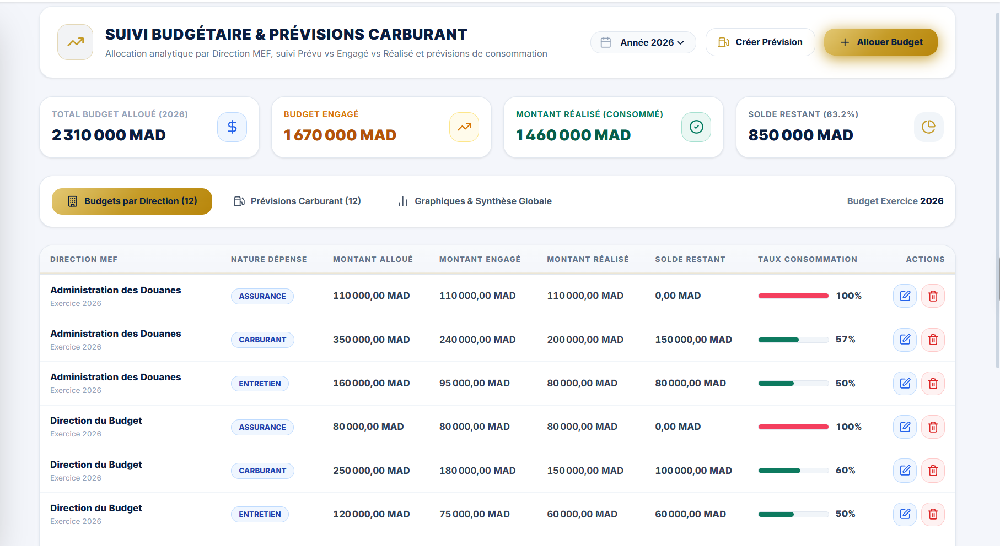 SUIVI BUDGÉTAIRE & PRÉVISIONS CARBURANT
Allocation analytique par Direction MEF, suivi Prévu vs Engagé vs Réalisé et prévisions de consommation
Année 2026
Créer Prévision
Allouer Budget
TOTAL BUDGET ALLOUÉ (2026)
2 310 000 MAD
BUDGET ENGAGÉ
1 670 000 MAD
MONTANT RÉALISÉ (CONSOMMÉ)
1 460 000 MAD
SOLDE RESTANT (63.2%)
850 000 MAD
Budgets par Direction (12)
Prévisions Carburant (12)
Graphiques & Synthèse Globale
Budget Exercice 2026
DIRECTION MEF NATURE DÉPENSE MONTANT ALLOUÉ MONTANT ENGAGÉ MONTANT RÉALISÉ SOLDE RESTANT TAUX CONSOMMATION ACTIONS
Administration des Douanes
Exercice 2026
ASSURANCE 110 000,00 MAD 110 000,00 MAD 110 000,00 MAD 0,00 MAD 100%
Administration des Douanes
Exercice 2026
CARBURANT 350 000,00 MAD 240 000,00 MAD 200 000,00 MAD 150 000,00 MAD 57%
Administration des Douanes
Exercice 2026
ENTRETIEN 160 000,00 MAD 95 000,00 MAD 80 000,00 MAD 80 000,00 MAD 50%
Direction du Budget
Exercice 2026
ASSURANCE 80 000,00 MAD 80 000,00 MAD 80 000,00 MAD 0,00 MAD 100%
Direction du Budget
Exercice 2026
CARBURANT 250 000,00 MAD 180 000,00 MAD 150 000,00 MAD 100 000,00 MAD 60%
Direction du Budget
Exercice 2026
ENTRETIEN 120 000,00 MAD 75 000,00 MAD 60 000,00 MAD 60 000,00 MAD 50%